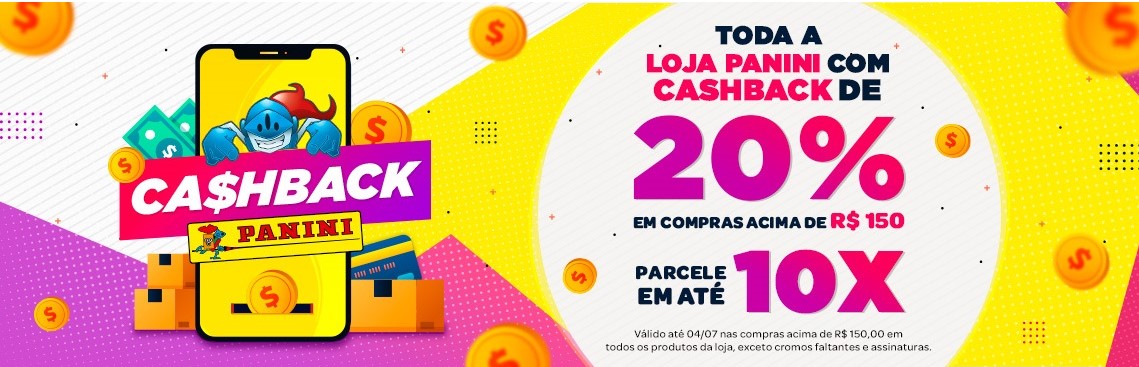 CA$HBACK
PANINI
TODA A
LOJA PANINI COM
CASHBACK DE
20%
EM COMPRAS ACIMA DE R$ 150
PARCELE
EM ATÉ
10X
Válido até 04/07 nas compras acima de R$ 150,00 em
todos os produtos da loja, exceto cromos faltantes e assinaturas.